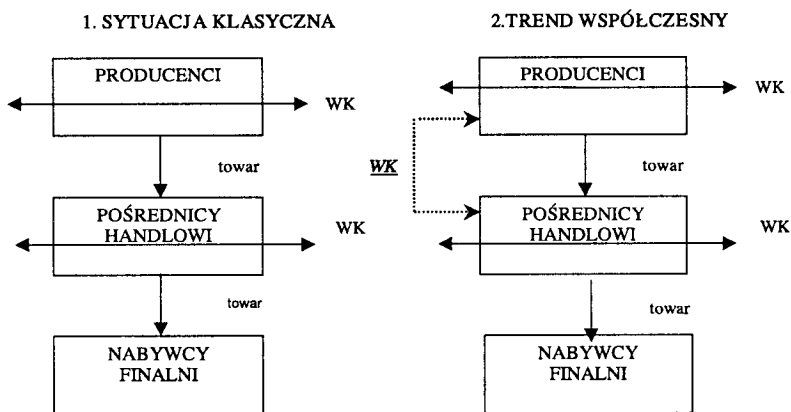 1. SYTUACJA KLASYCZNA
PRODUCENCI
WK
towar
POŚREDNICY
HANDLOWI
WK
towar
NABYWCY
FINALNI
2.TREND WSPÓŁCZESNY
PRODUCENCI
WK
WK
towar
POŚREDNICY
HANDLOWI
WK
towar
NABYWCY
FINALNI